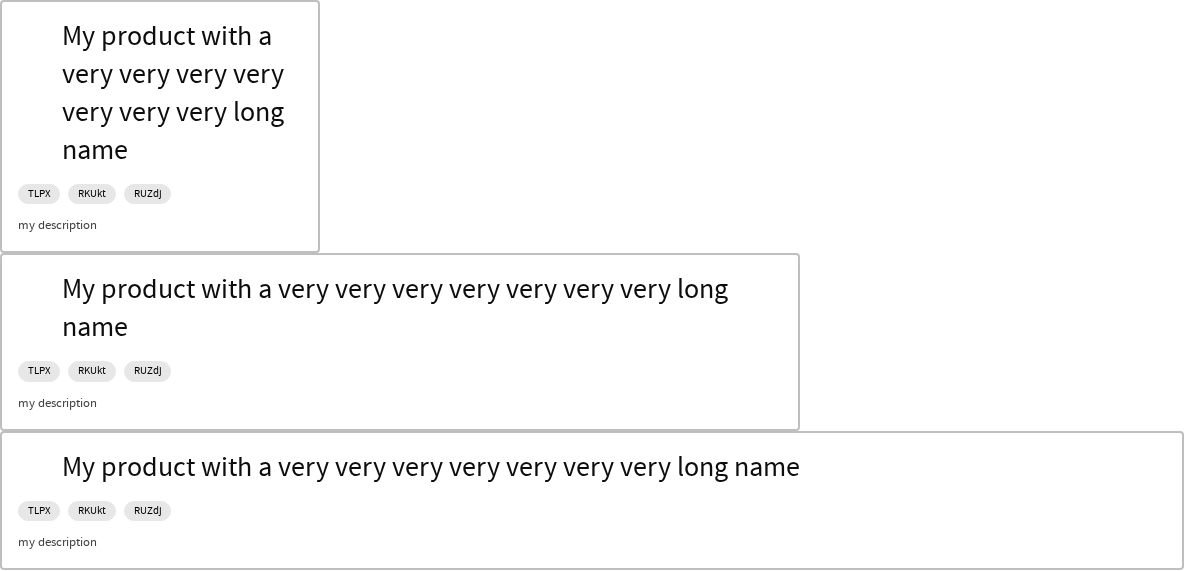 My product with a
very very very very
very very very long
name
TLPX RKUkt RUZdJ
my description
My product with a very very very very very very very long
name
TLPX RKUkt RUZdJ
my description
My product with a very very very very very very very long name
TLPX RKUkt RUZdJ
my description